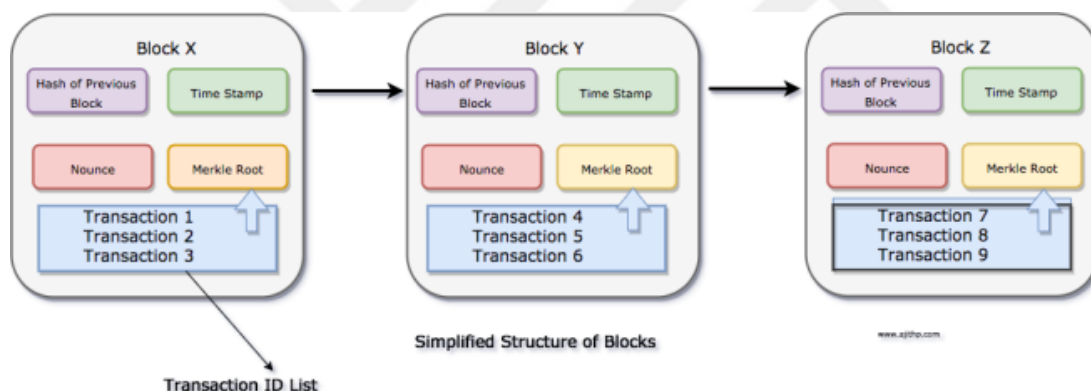 Block X
Hash of Previous
Block
Time Stamp
Nounce
Merkle Root
Transaction 1
Transaction 2
Transaction 3
Block Y
Hash of Previous
Block
Time Stamp
Nounce
Merkle Root
Transaction 4
Transaction 5
Transaction 6
Block Z
Hash of Previous
Block
Time Stamp
Nounce
Merkle Root
Transaction 7
Transaction 8
Transaction 9
Simplified Structure of Blocks
www.ajithp.com
Transaction ID List